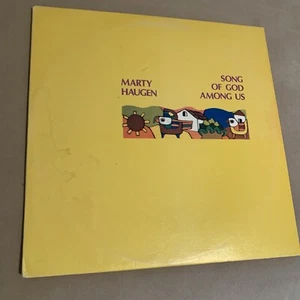 MARTY
HAUGEN
SONG
OF GOD
AMONG US